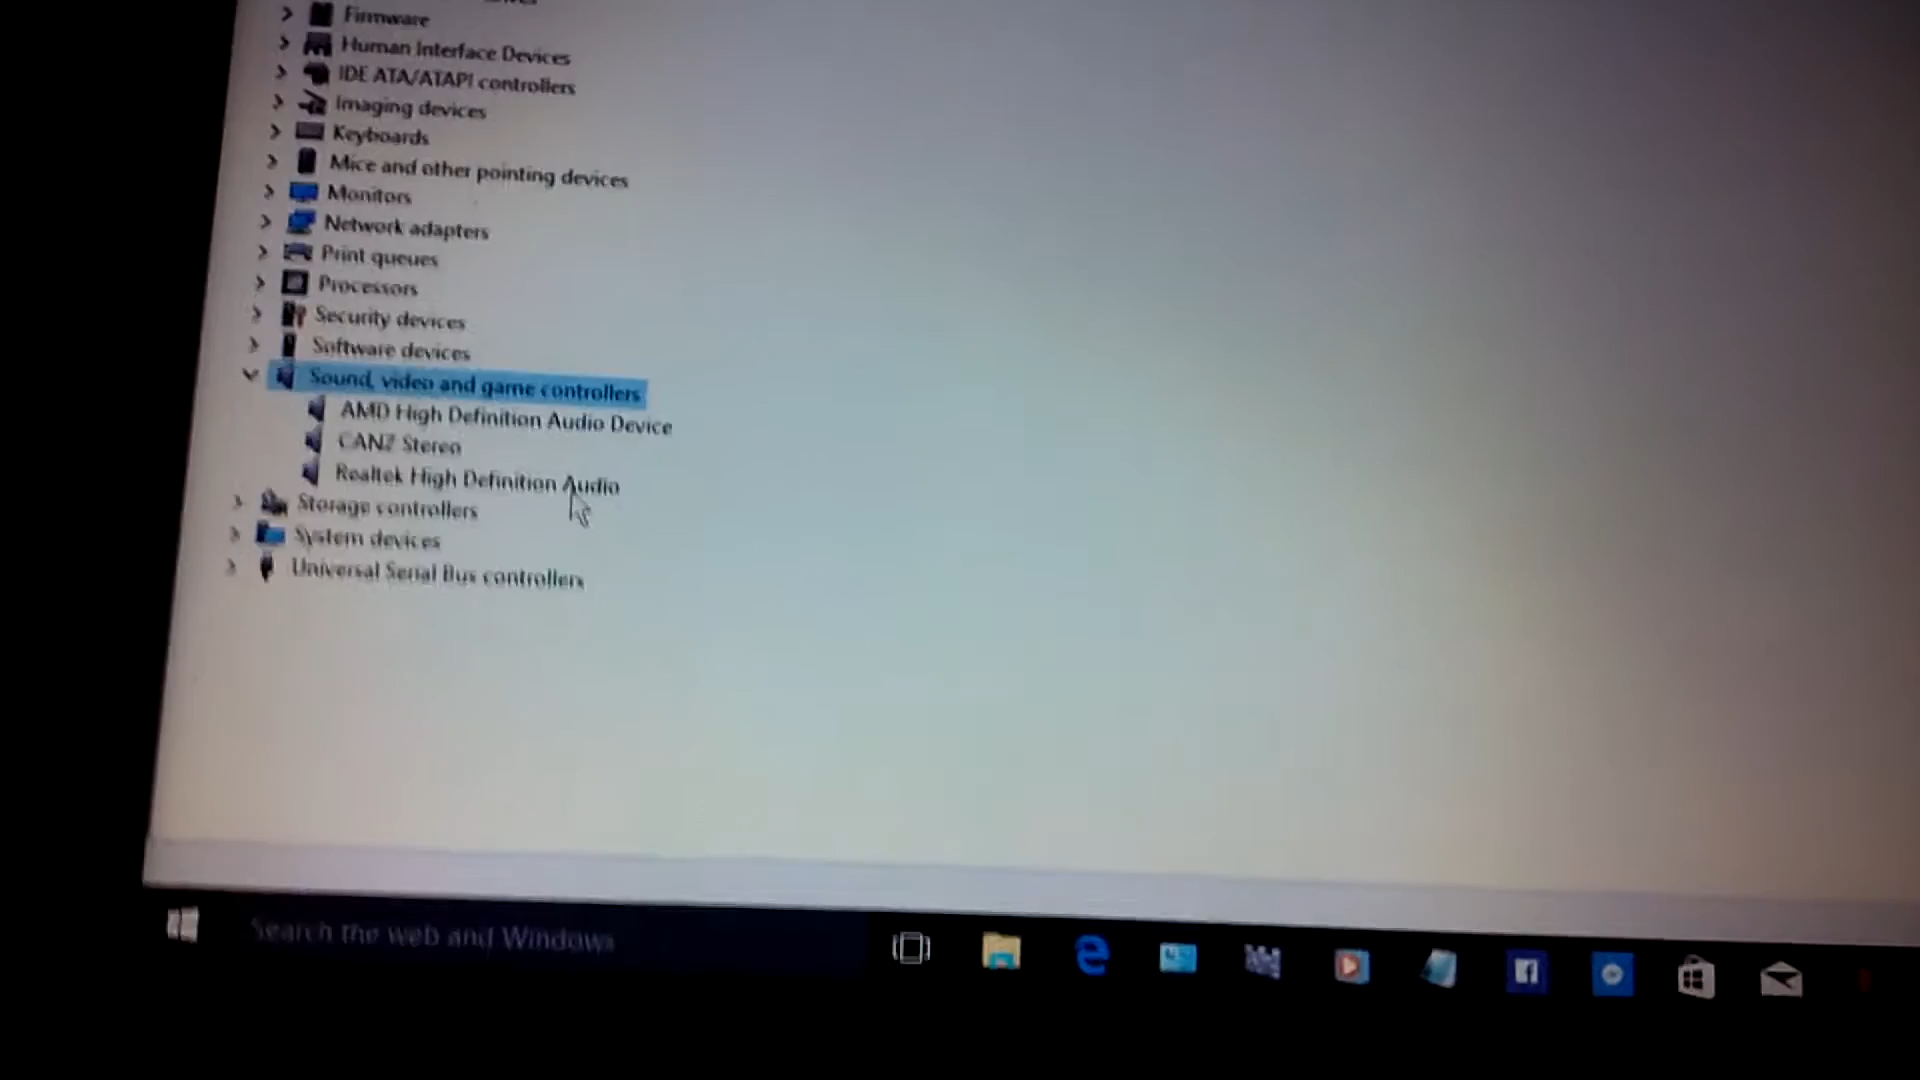 Firmware
Human Interface Devices
IDE ATA/ATAPI controllers
Imaging devices
Keyboards
Mice and other pointing devices
Monitors
Network adapters
Print queues
Processors
Security devices
Software devices
Sound, video and game controllers
AMD High Definition Audio Device
CANZ Stereo
Realtek High Definition Audio
Storage controllers
System devices
Universal Serial Bus controllers
Search the web and Windows